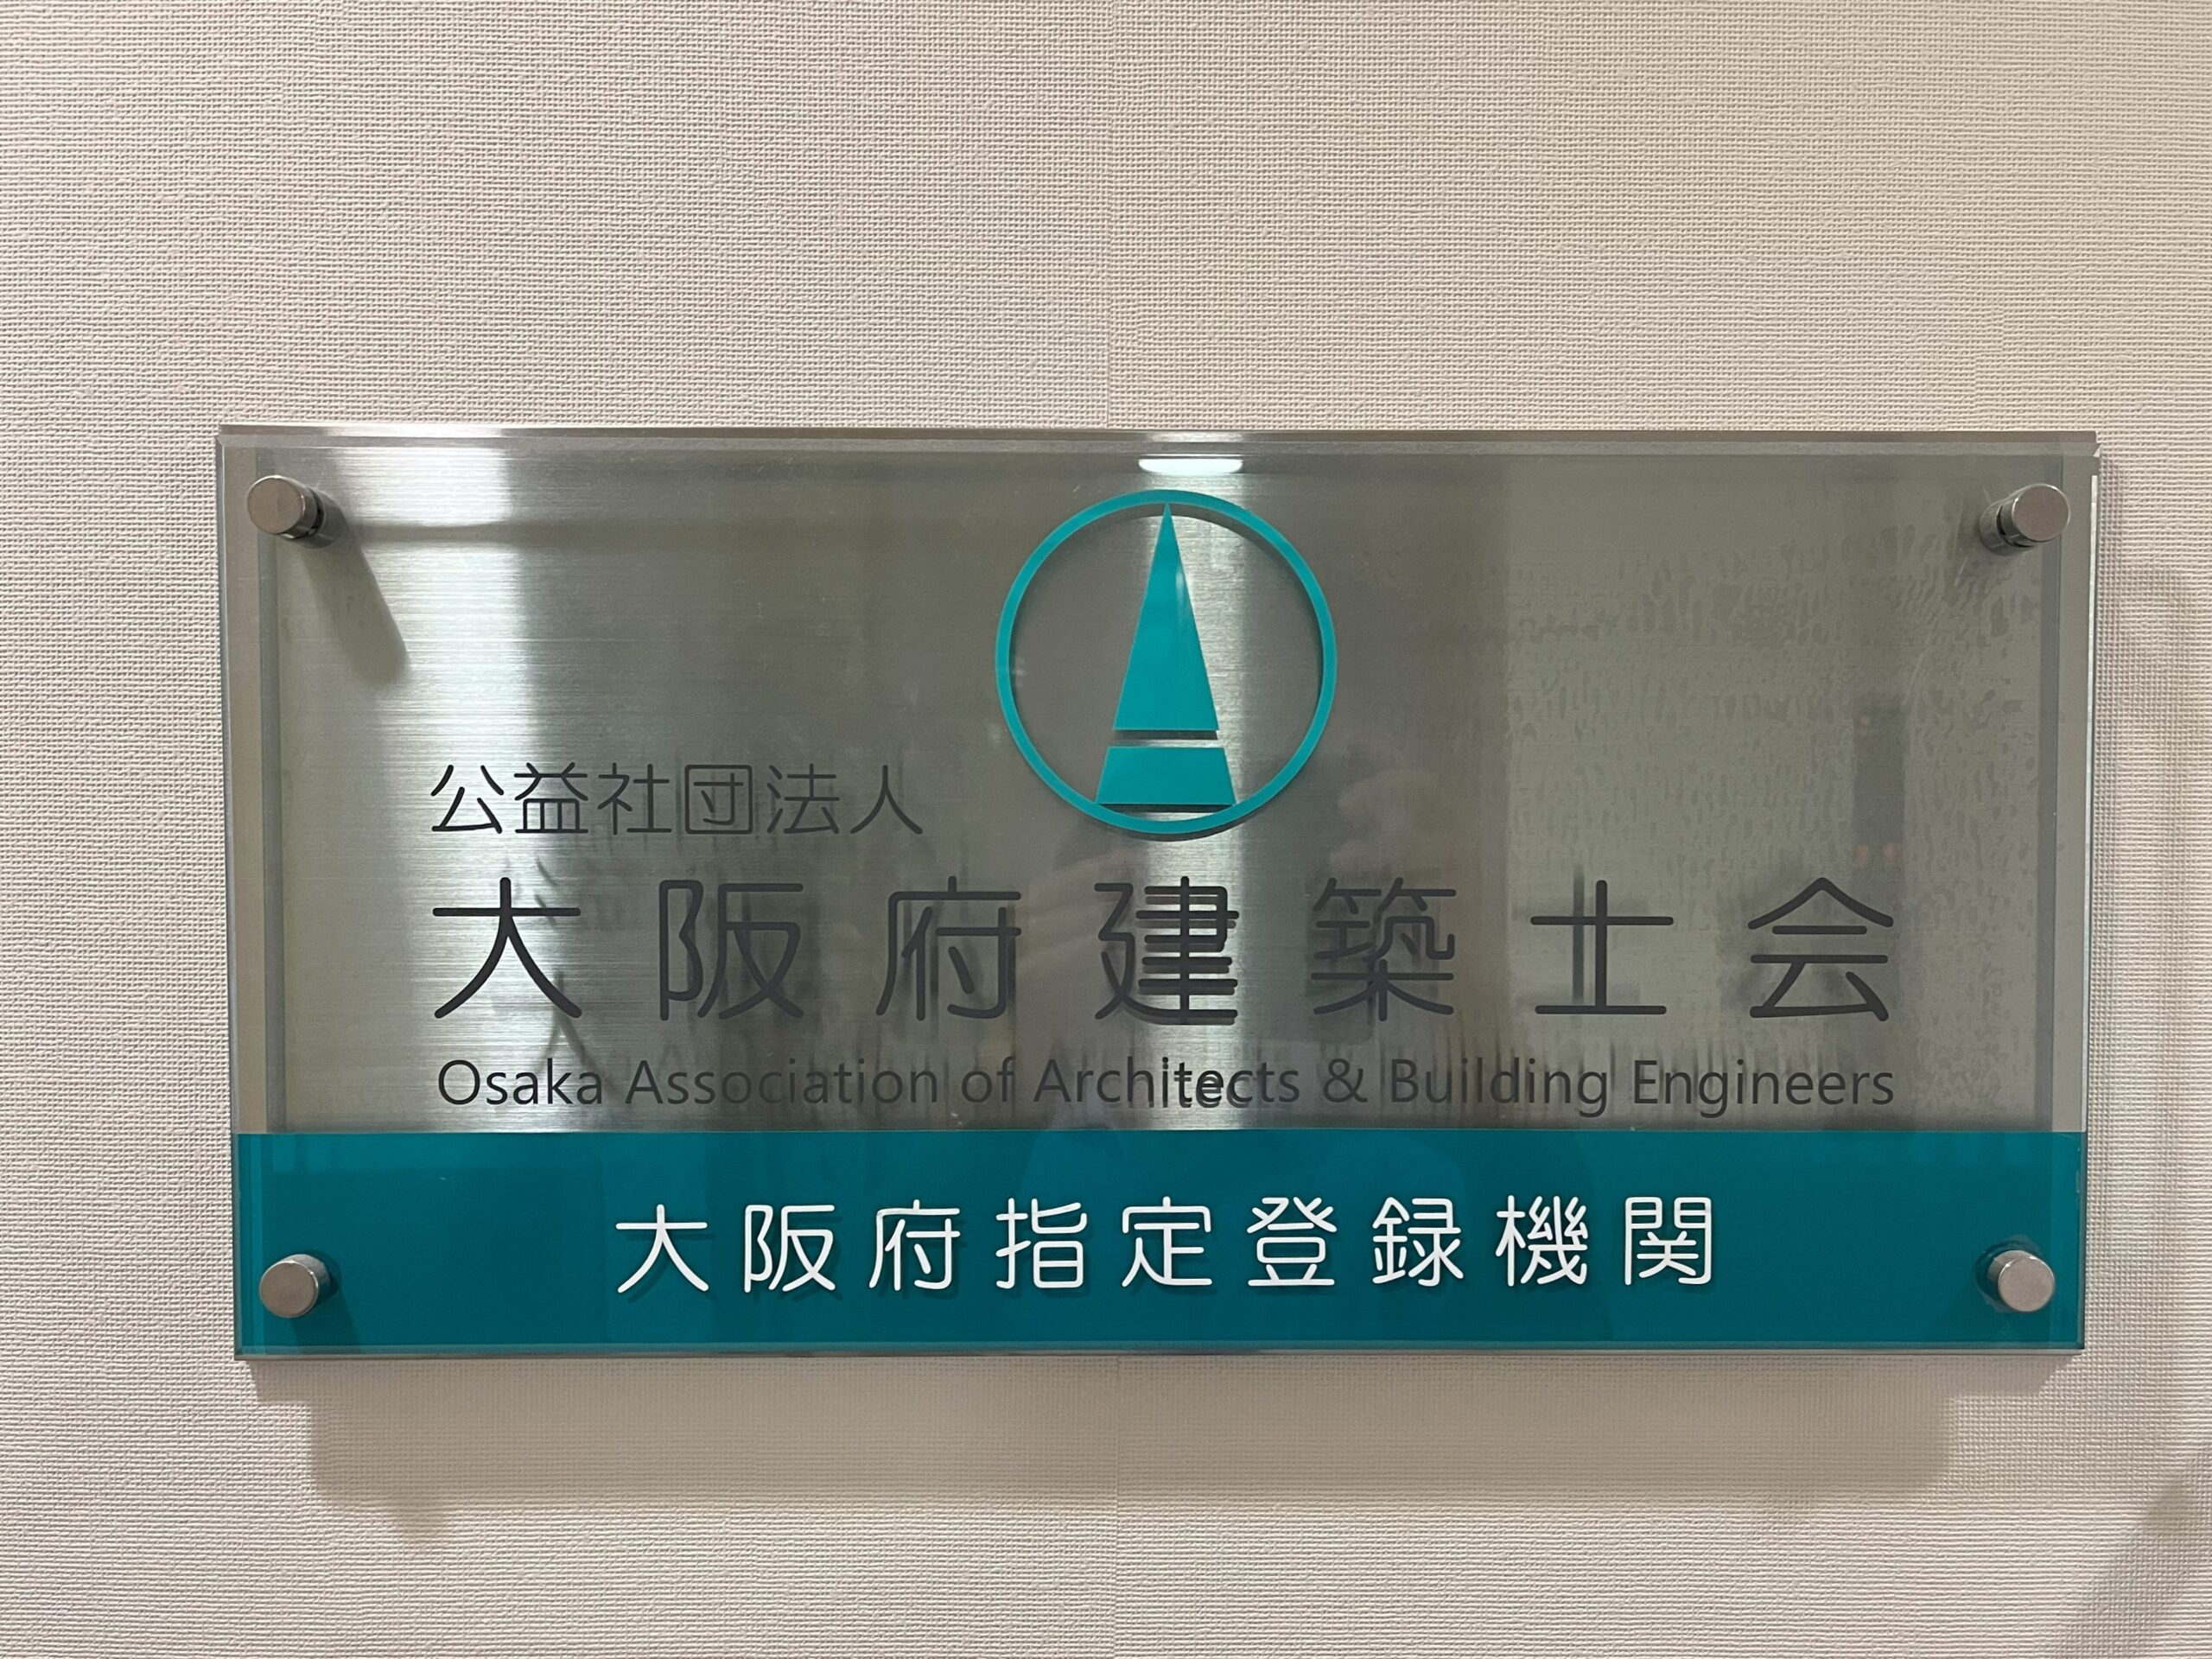 公益社団法人
大阪府建築士会
Osaka Association of Architects & Building Engineers
大阪府指定登録機関